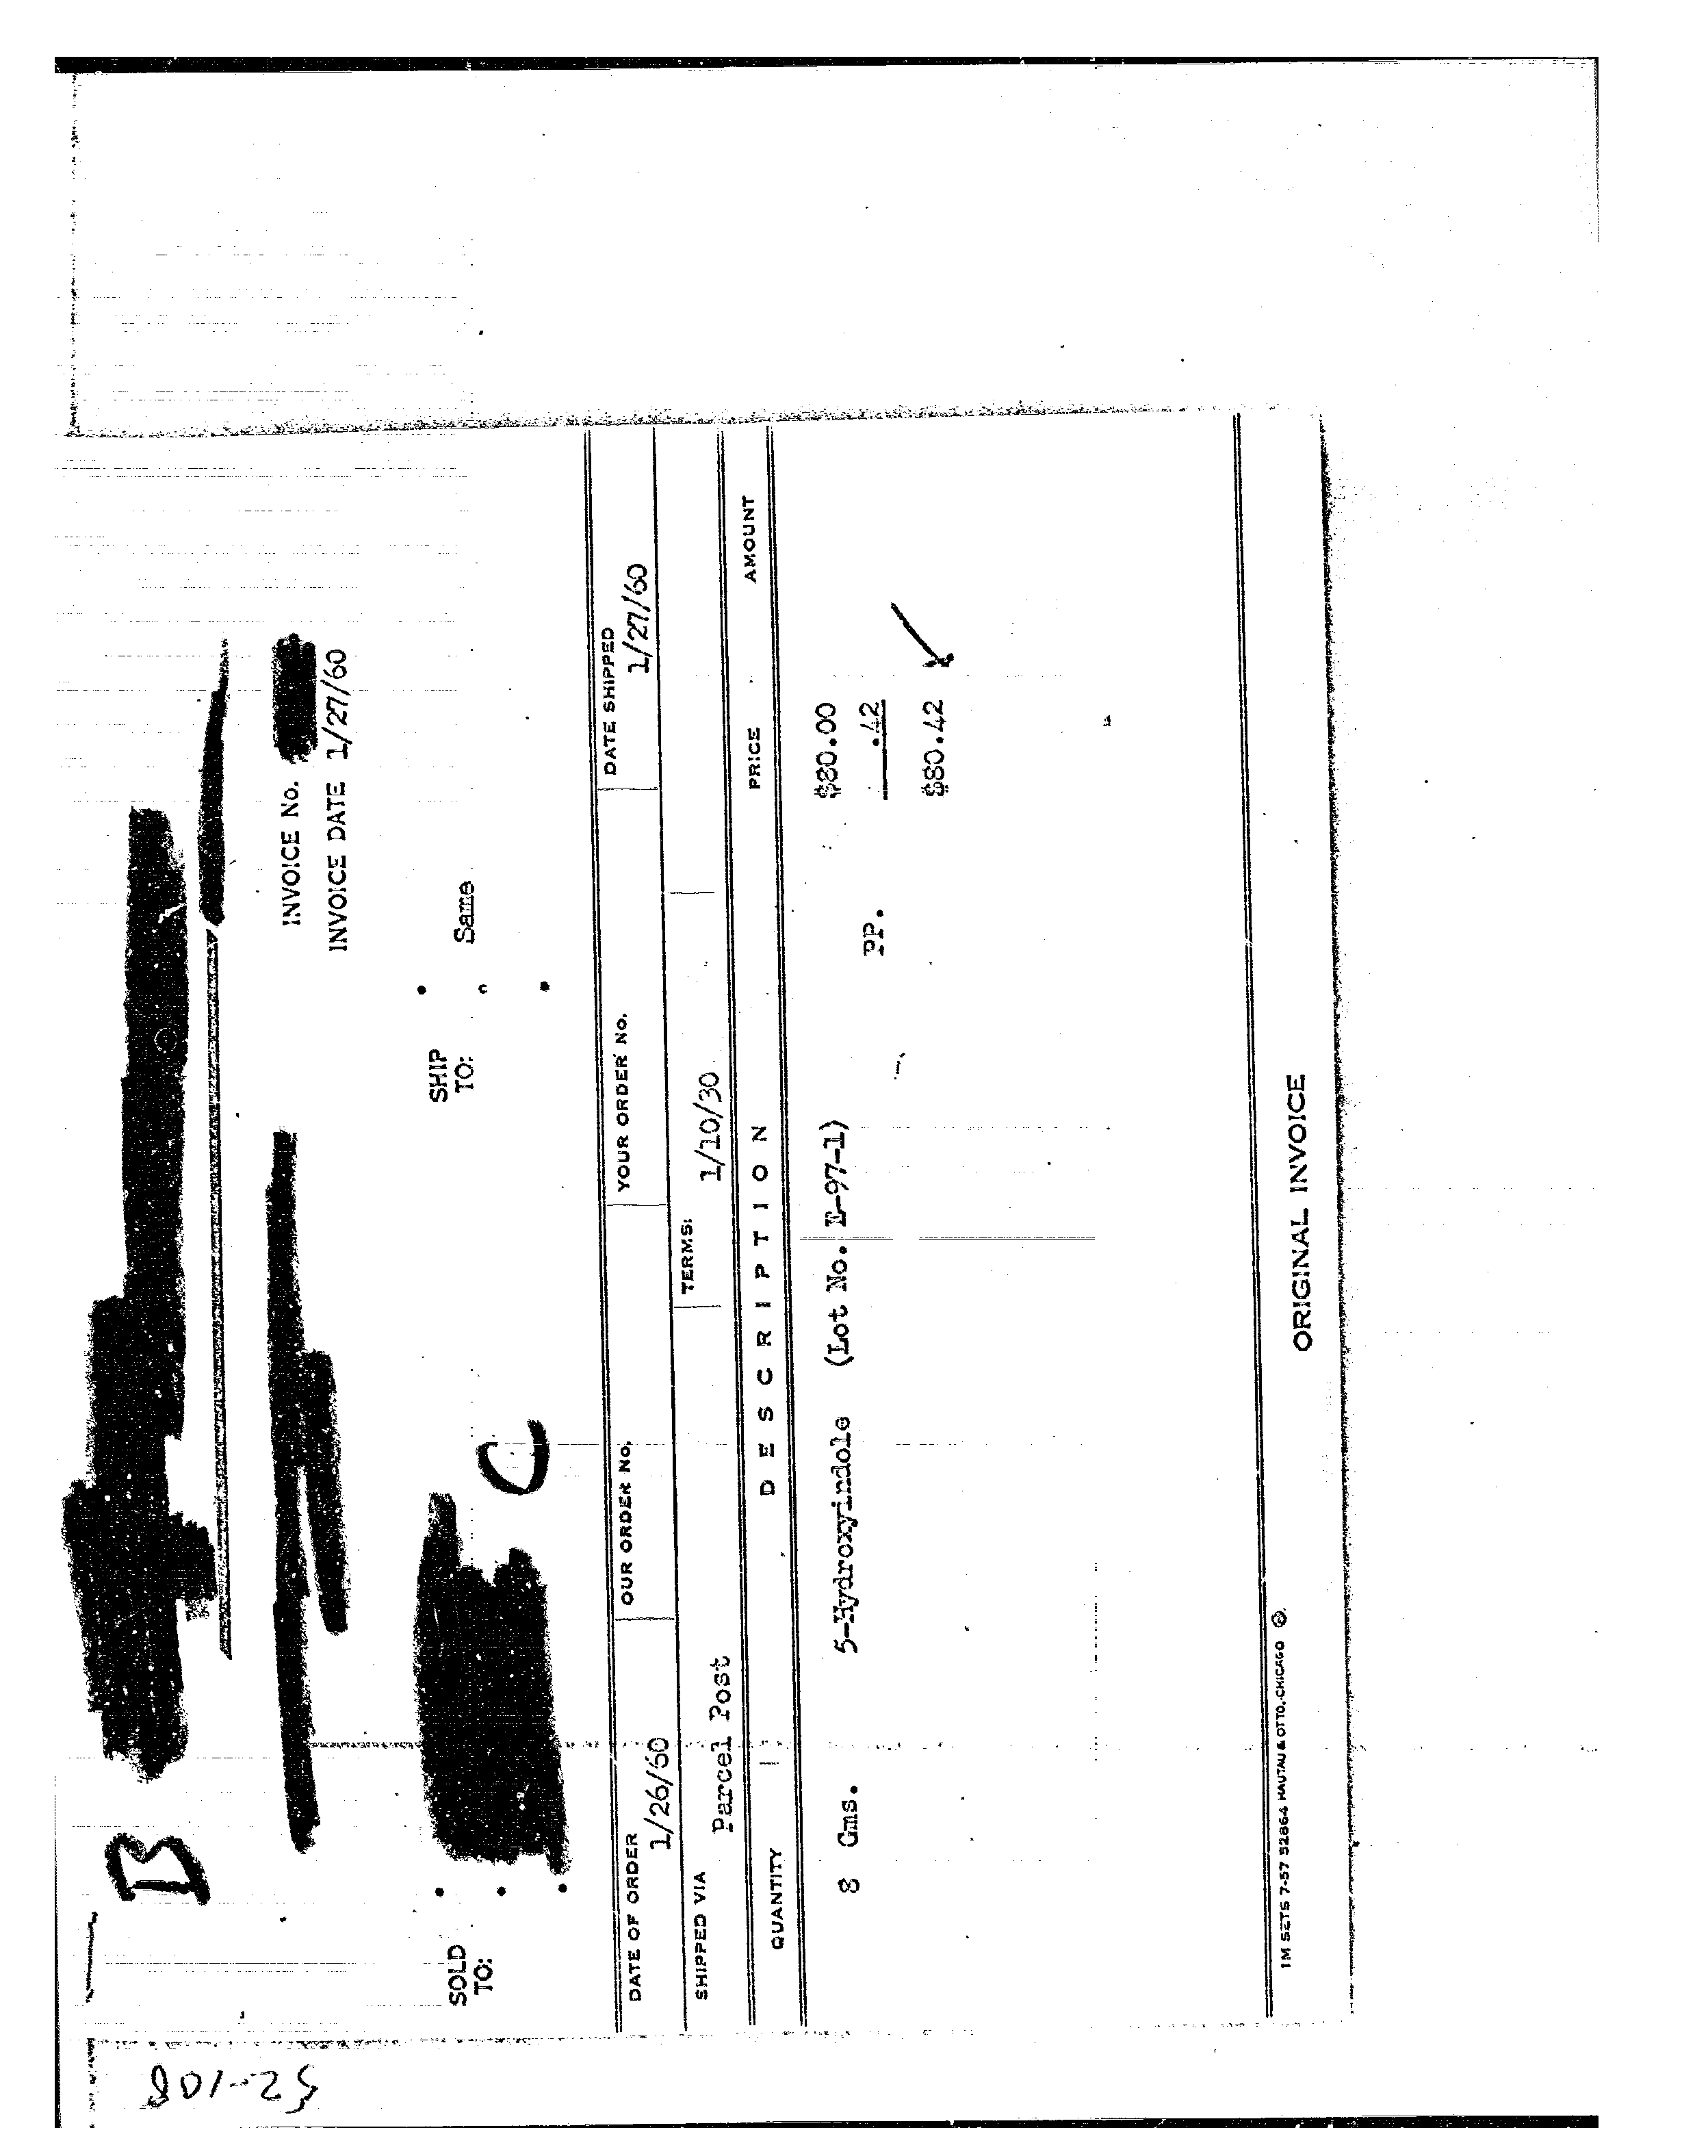 B
INVOICE No.
INVOICE DATE 1/27/60
SOLD TO:
C
SHIP TO: Same
DATE OF ORDER OUR ORDER No. YOUR ORDER No. DATE SHIPPED
1/26/60 1/27/60
SHIPPED VIA TERMS:
Parcel Post 1/10/30
QUANTITY DESCRIPTION PRICE AMOUNT
8 Gms. 5-Hydroxyindole (Lot No. E-97-1) $80.00
PP. .42
$80.42
1M SETS 7-57 52864 HAUTAU & OTTO, CHICAGO
ORIGINAL INVOICE
52-108